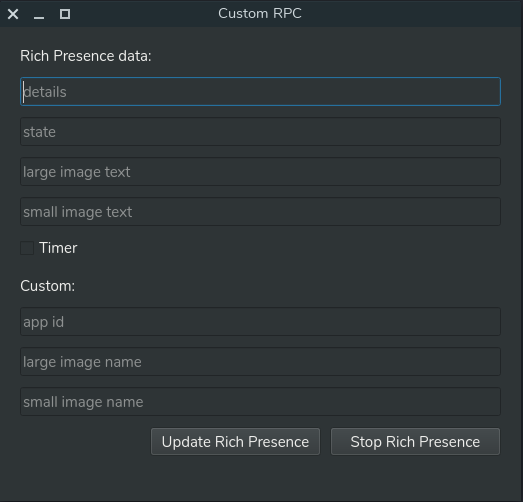 Custom RPC
Rich Presence data:
details
state
large image text
small image text
Timer
Custom:
app id
large image name
small image name
Update Rich Presence
Stop Rich Presence